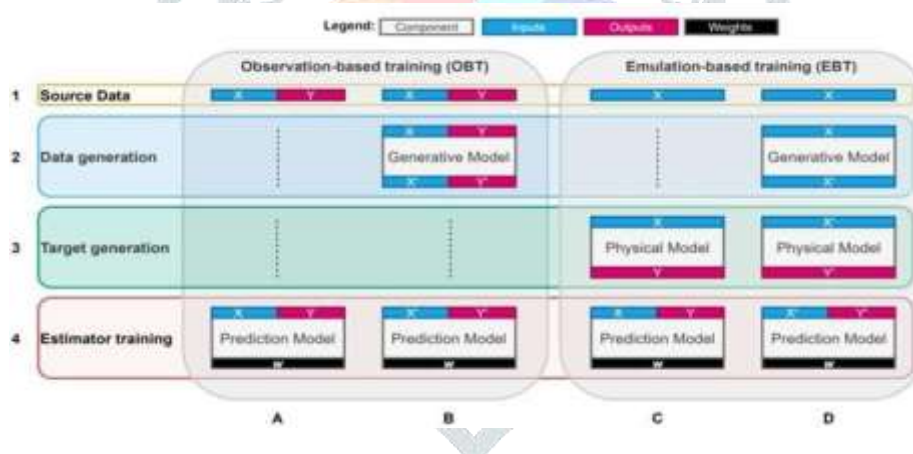 Legend: Component Inputs Outputs Weights
Observation-based training (OBT) Emulation-based training (EBT)
1 Source Data X Y X Y X X
2 Data generation
X Y X
Generative Model Generative Model
X' Y' X'
3 Target generation
X X'
Physical Model Physical Model
Y Y'
4 Estimator training
X Y X' Y' X Y X' Y'
Prediction Model Prediction Model Prediction Model Prediction Model
W W W W
A B C D